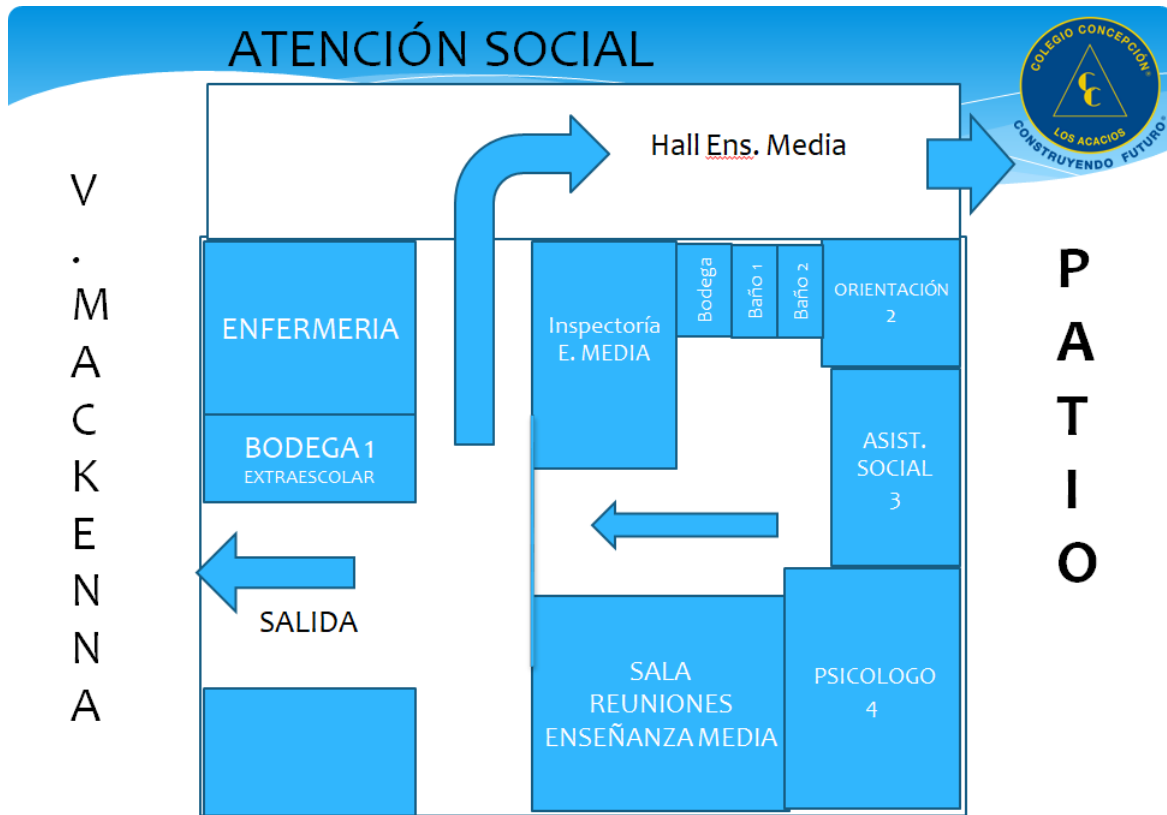 ATENCIÓN SOCIAL
COLEGIO CONCEPCIÓN®
CC
LOS ACACIOS
CONSTRUYENDO FUTURO®
Hall Ens. Media
V
.
M
A
C
K
E
N
N
A
ENFERMERIA
BODEGA 1
EXTRAESCOLAR
Inspectoría
E. MEDIA
Bodega
Baño 1
Baño 2
ORIENTACIÓN
2
ASIST.
SOCIAL
3
SALIDA
SALA
REUNIONES
ENSEÑANZA MEDIA
PSICOLOGO
4
P
A
T
I
O